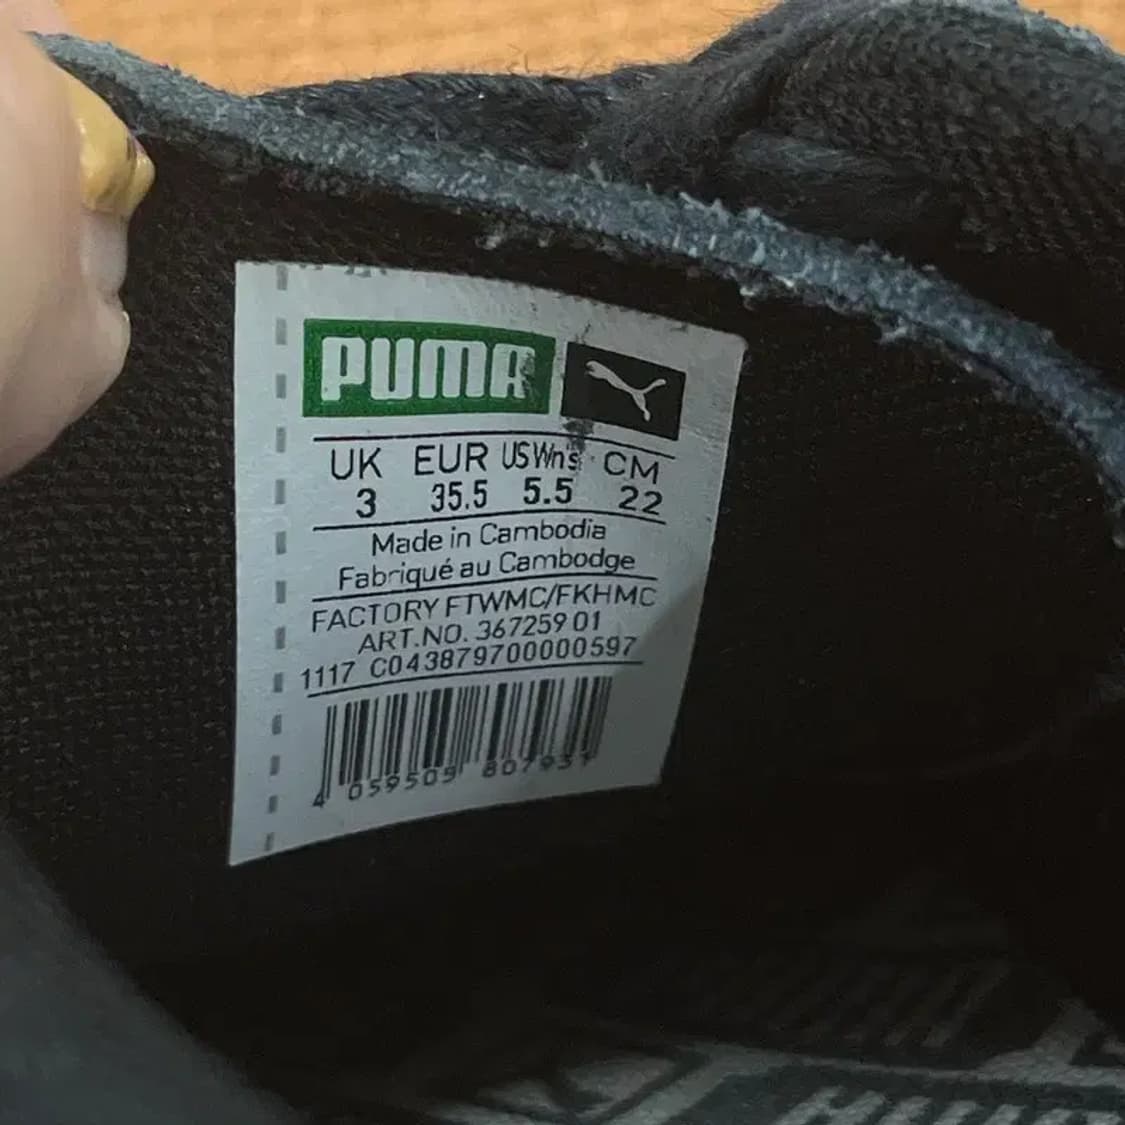 PUMA
UK EUR US Wn's CM
3 35.5 5.5 22
Made in Cambodia
Fabriqué au Cambodge
FACTORY FTWMC/FKHMC
ART.NO. 367259 01
1117 C043879700000597
4 059505 807931